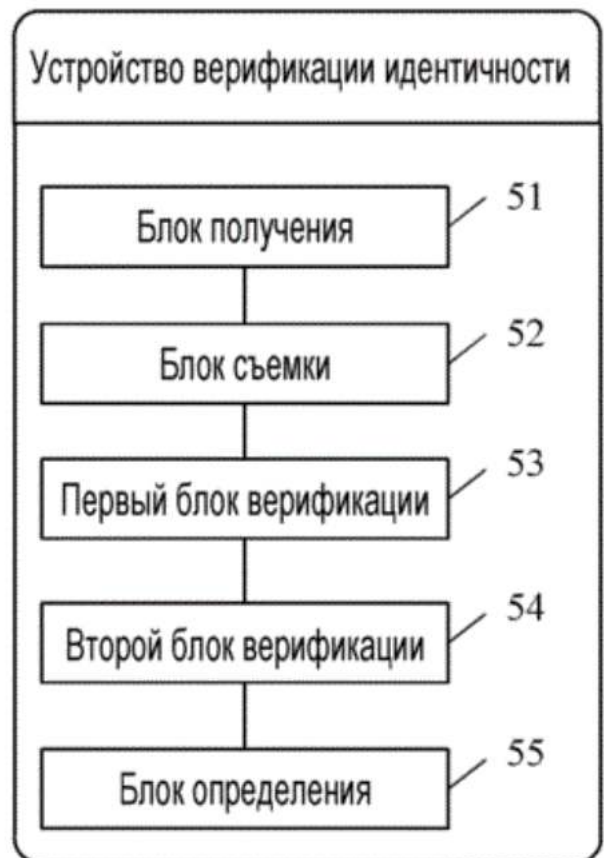 Устройство верификации идентичности
Блок получения
51
Блок съемки
52
Первый блок верификации
53
Второй блок верификации
54
Блок определения
55